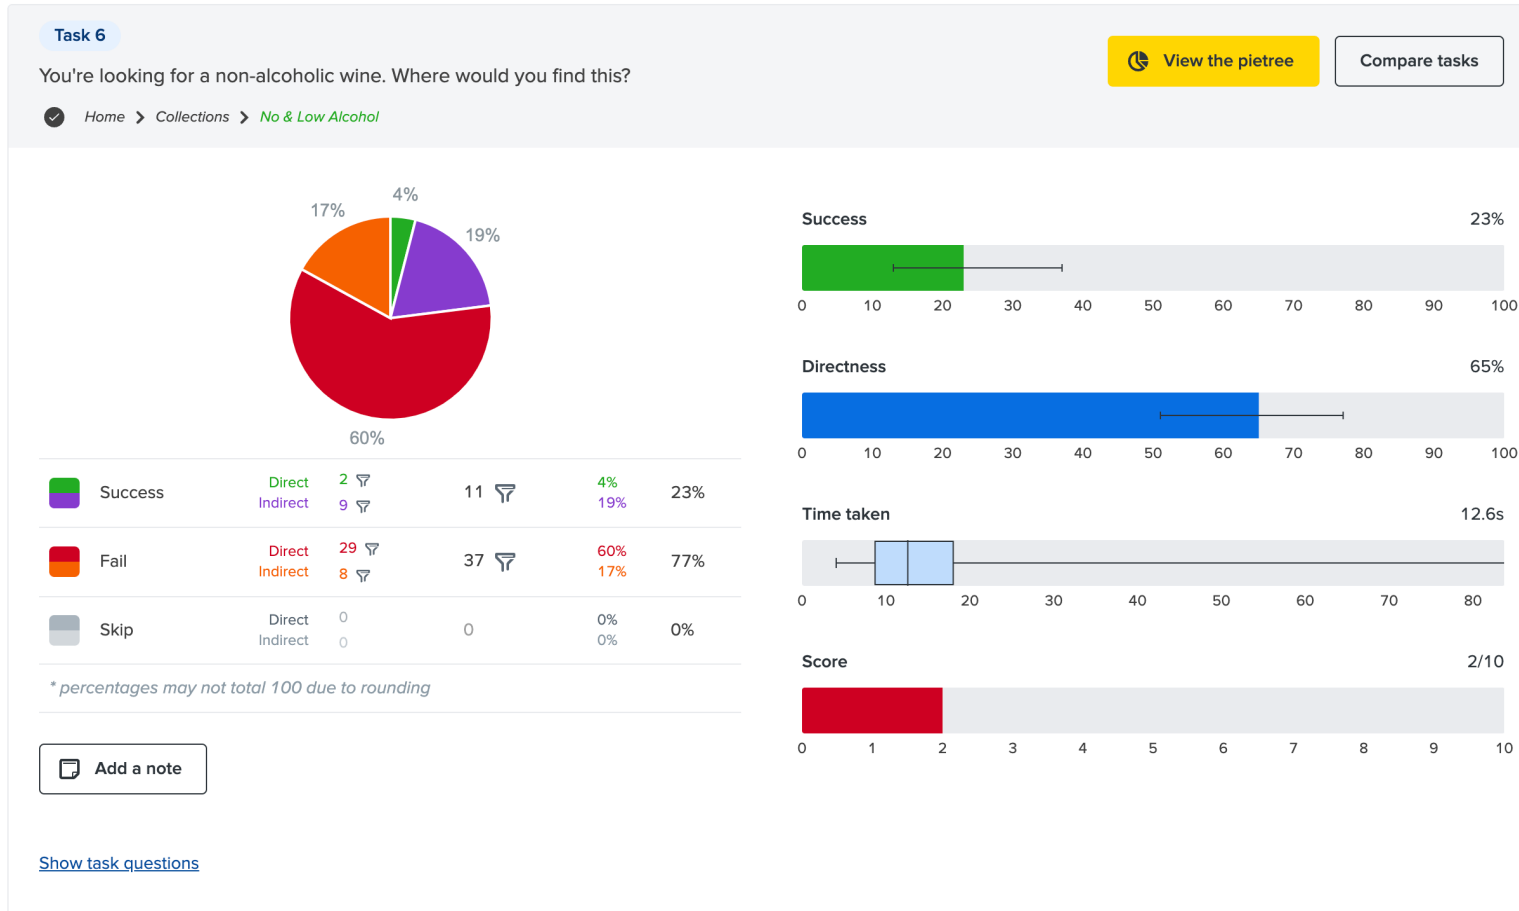 Task 6
You're looking for a non-alcoholic wine. Where would you find this?
Home Collections No & Low Alcohol
View the pietree
Compare tasks
4%
17%
19%
60%
Success Direct 2 11 4% 23%
Indirect 9 19%
Fail Direct 29 37 60% 77%
Indirect 8 17%
Skip Direct 0 0 0% 0%
Indirect 0 0%
* percentages may not total 100 due to rounding
Add a note
Show task questions
Success 23%
0 10 20 30 40 50 60 70 80 90 100
Directness 65%
0 10 20 30 40 50 60 70 80 90 100
Time taken 12.6s
0 10 20 30 40 50 60 70 80
Score 2/10
0 1 2 3 4 5 6 7 8 9 10